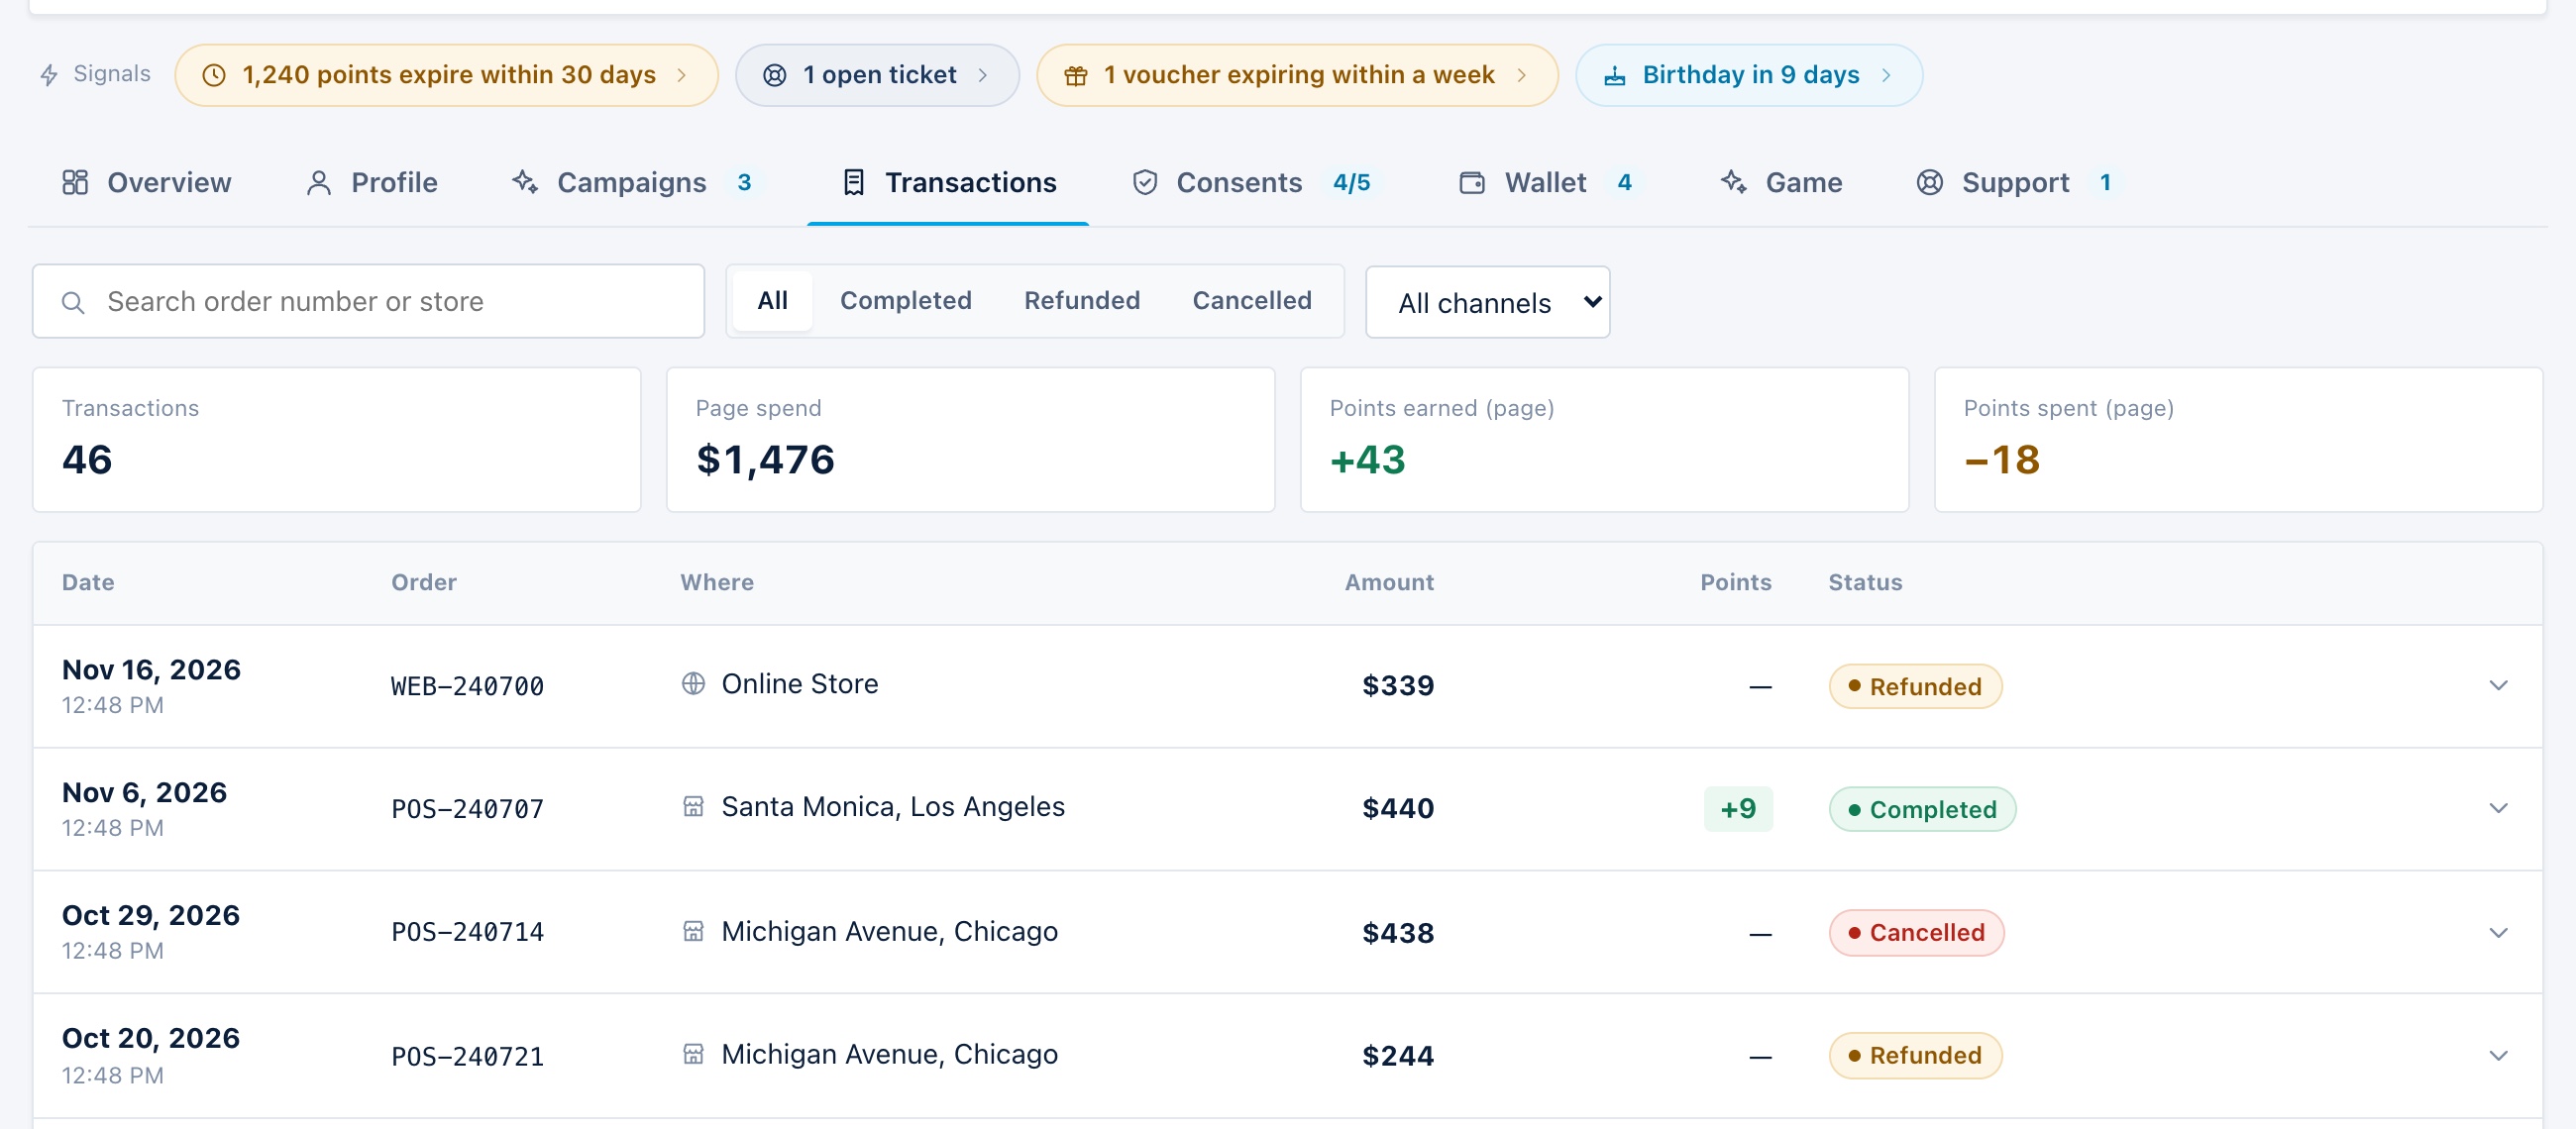 Signals 1,240 points expire within 30 days 1 open ticket 1 voucher expiring within a week Birthday in 9 days
Overview Profile Campaigns 3 Transactions Consents 4/5 Wallet 4 Game Support 1
Search order number or store All Completed Refunded Cancelled All channels
Transactions Page spend Points earned (page) Points spent (page)
46 $1,476 +43 −18
Date Order Where Amount Points Status
Nov 16, 2026
12:48 PM
WEB-240700 Online Store $339 — Refunded
Nov 6, 2026
12:48 PM
POS-240707 Santa Monica, Los Angeles $440 +9 Completed
Oct 29, 2026
12:48 PM
POS-240714 Michigan Avenue, Chicago $438 — Cancelled
Oct 20, 2026
12:48 PM
POS-240721 Michigan Avenue, Chicago $244 — Refunded